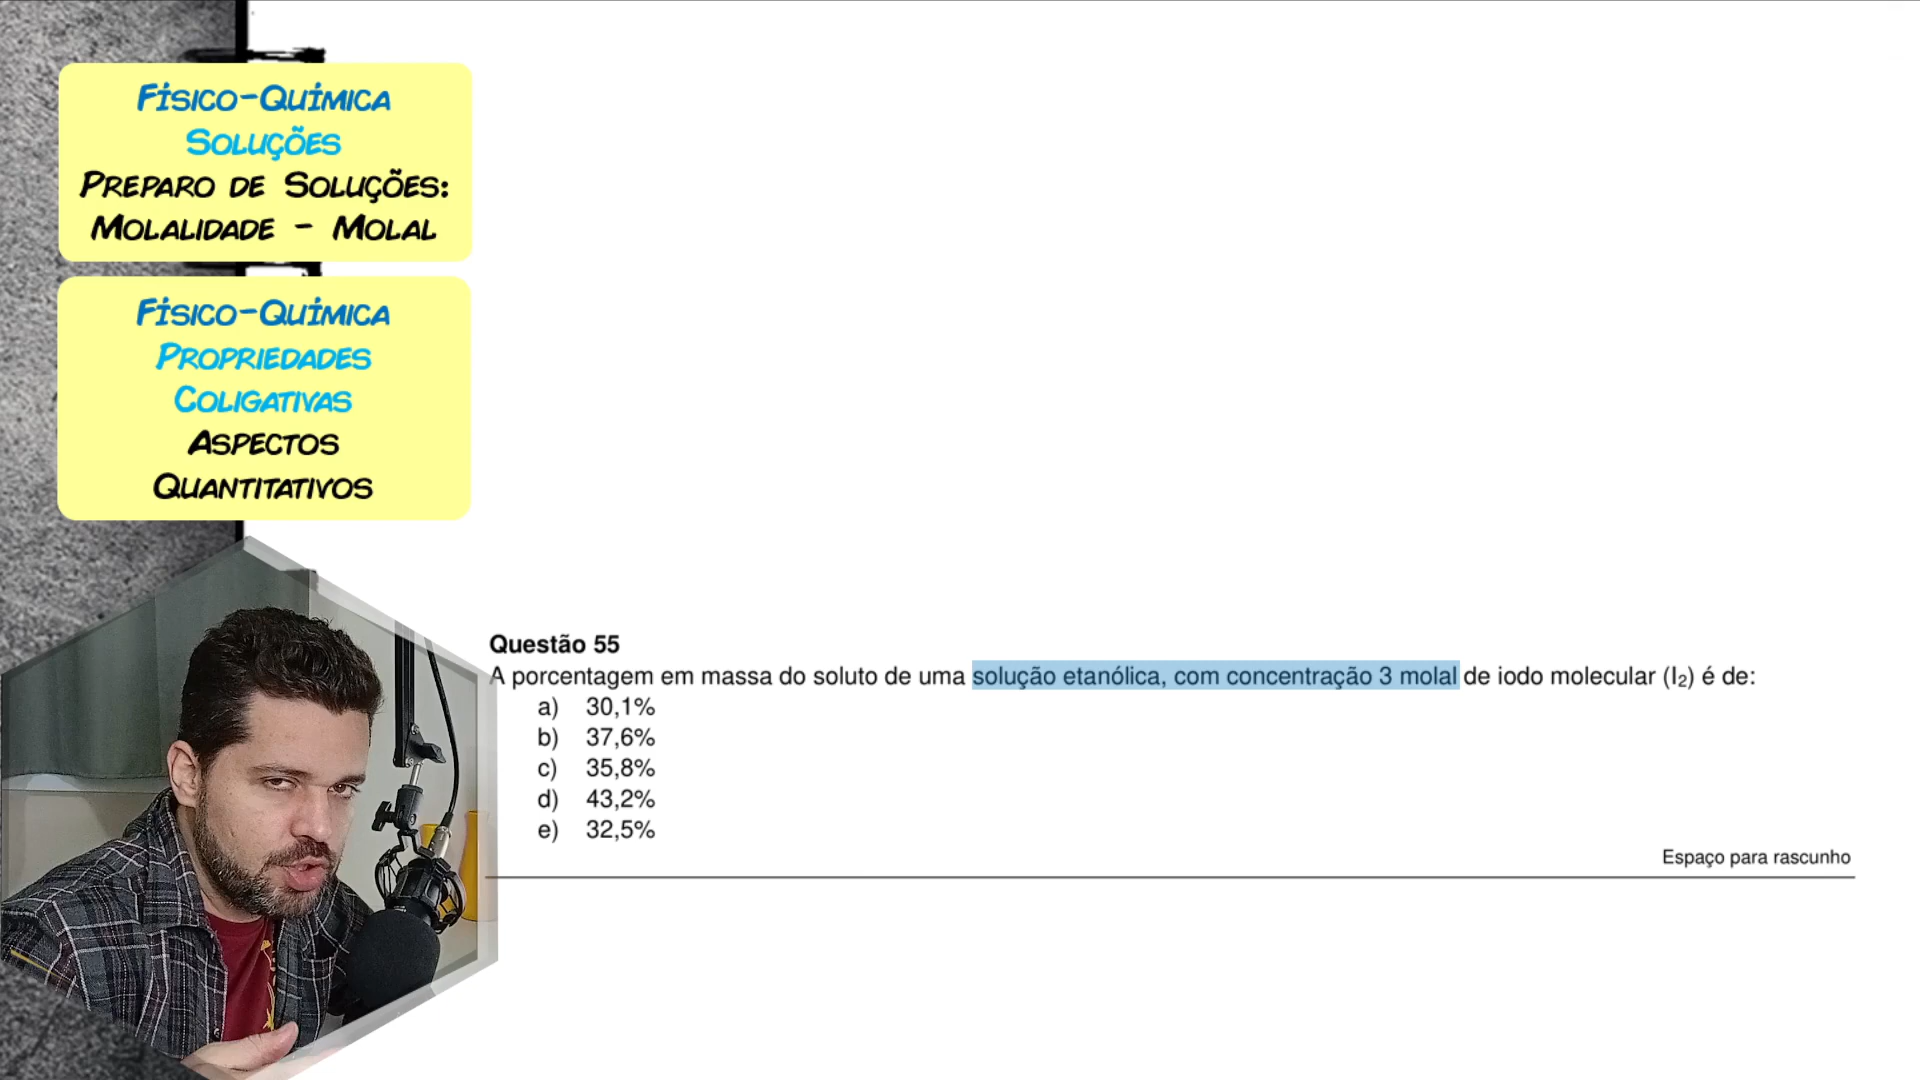 Físico-Química
Soluções
Preparo de Soluções:
Molalidade - Molal
Físico-Química
Propriedades
Coligativas
Aspectos
Quantitativos
Questão 55
A porcentagem em massa do soluto de uma solução etanólica, com concentração 3 molal de iodo molecular (I₂) é de:
a) 30,1%
b) 37,6%
c) 35,8%
d) 43,2%
e) 32,5%
Espaço para rascunho